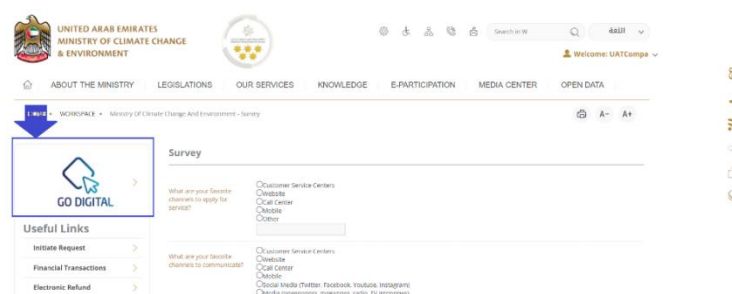 UNITED ARAB EMIRATES
MINISTRY OF CLIMATE CHANGE
& ENVIRONMENT
Search in W
اللغة
Welcome: UATCompa
ABOUT THE MINISTRY
LEGISLATIONS
OUR SERVICES
KNOWLEDGE
E-PARTICIPATION
MEDIA CENTER
OPEN DATA
WORKSPACE • Ministry Of Climate Change And Environment - Survey
A- A+
GO DIGITAL
Useful Links
Initiate Request
Financial Transactions
Electronic Refund
Survey
What are your favorite
channels to apply for
service?
Customer Service Centers
Website
Call Center
Mobile
Other
What are your favorite
channels to communicate?
Customer Service Centers
Website
Call Center
Mobile
Social Media (Twitter, Facebook, Youtube, Instagram)